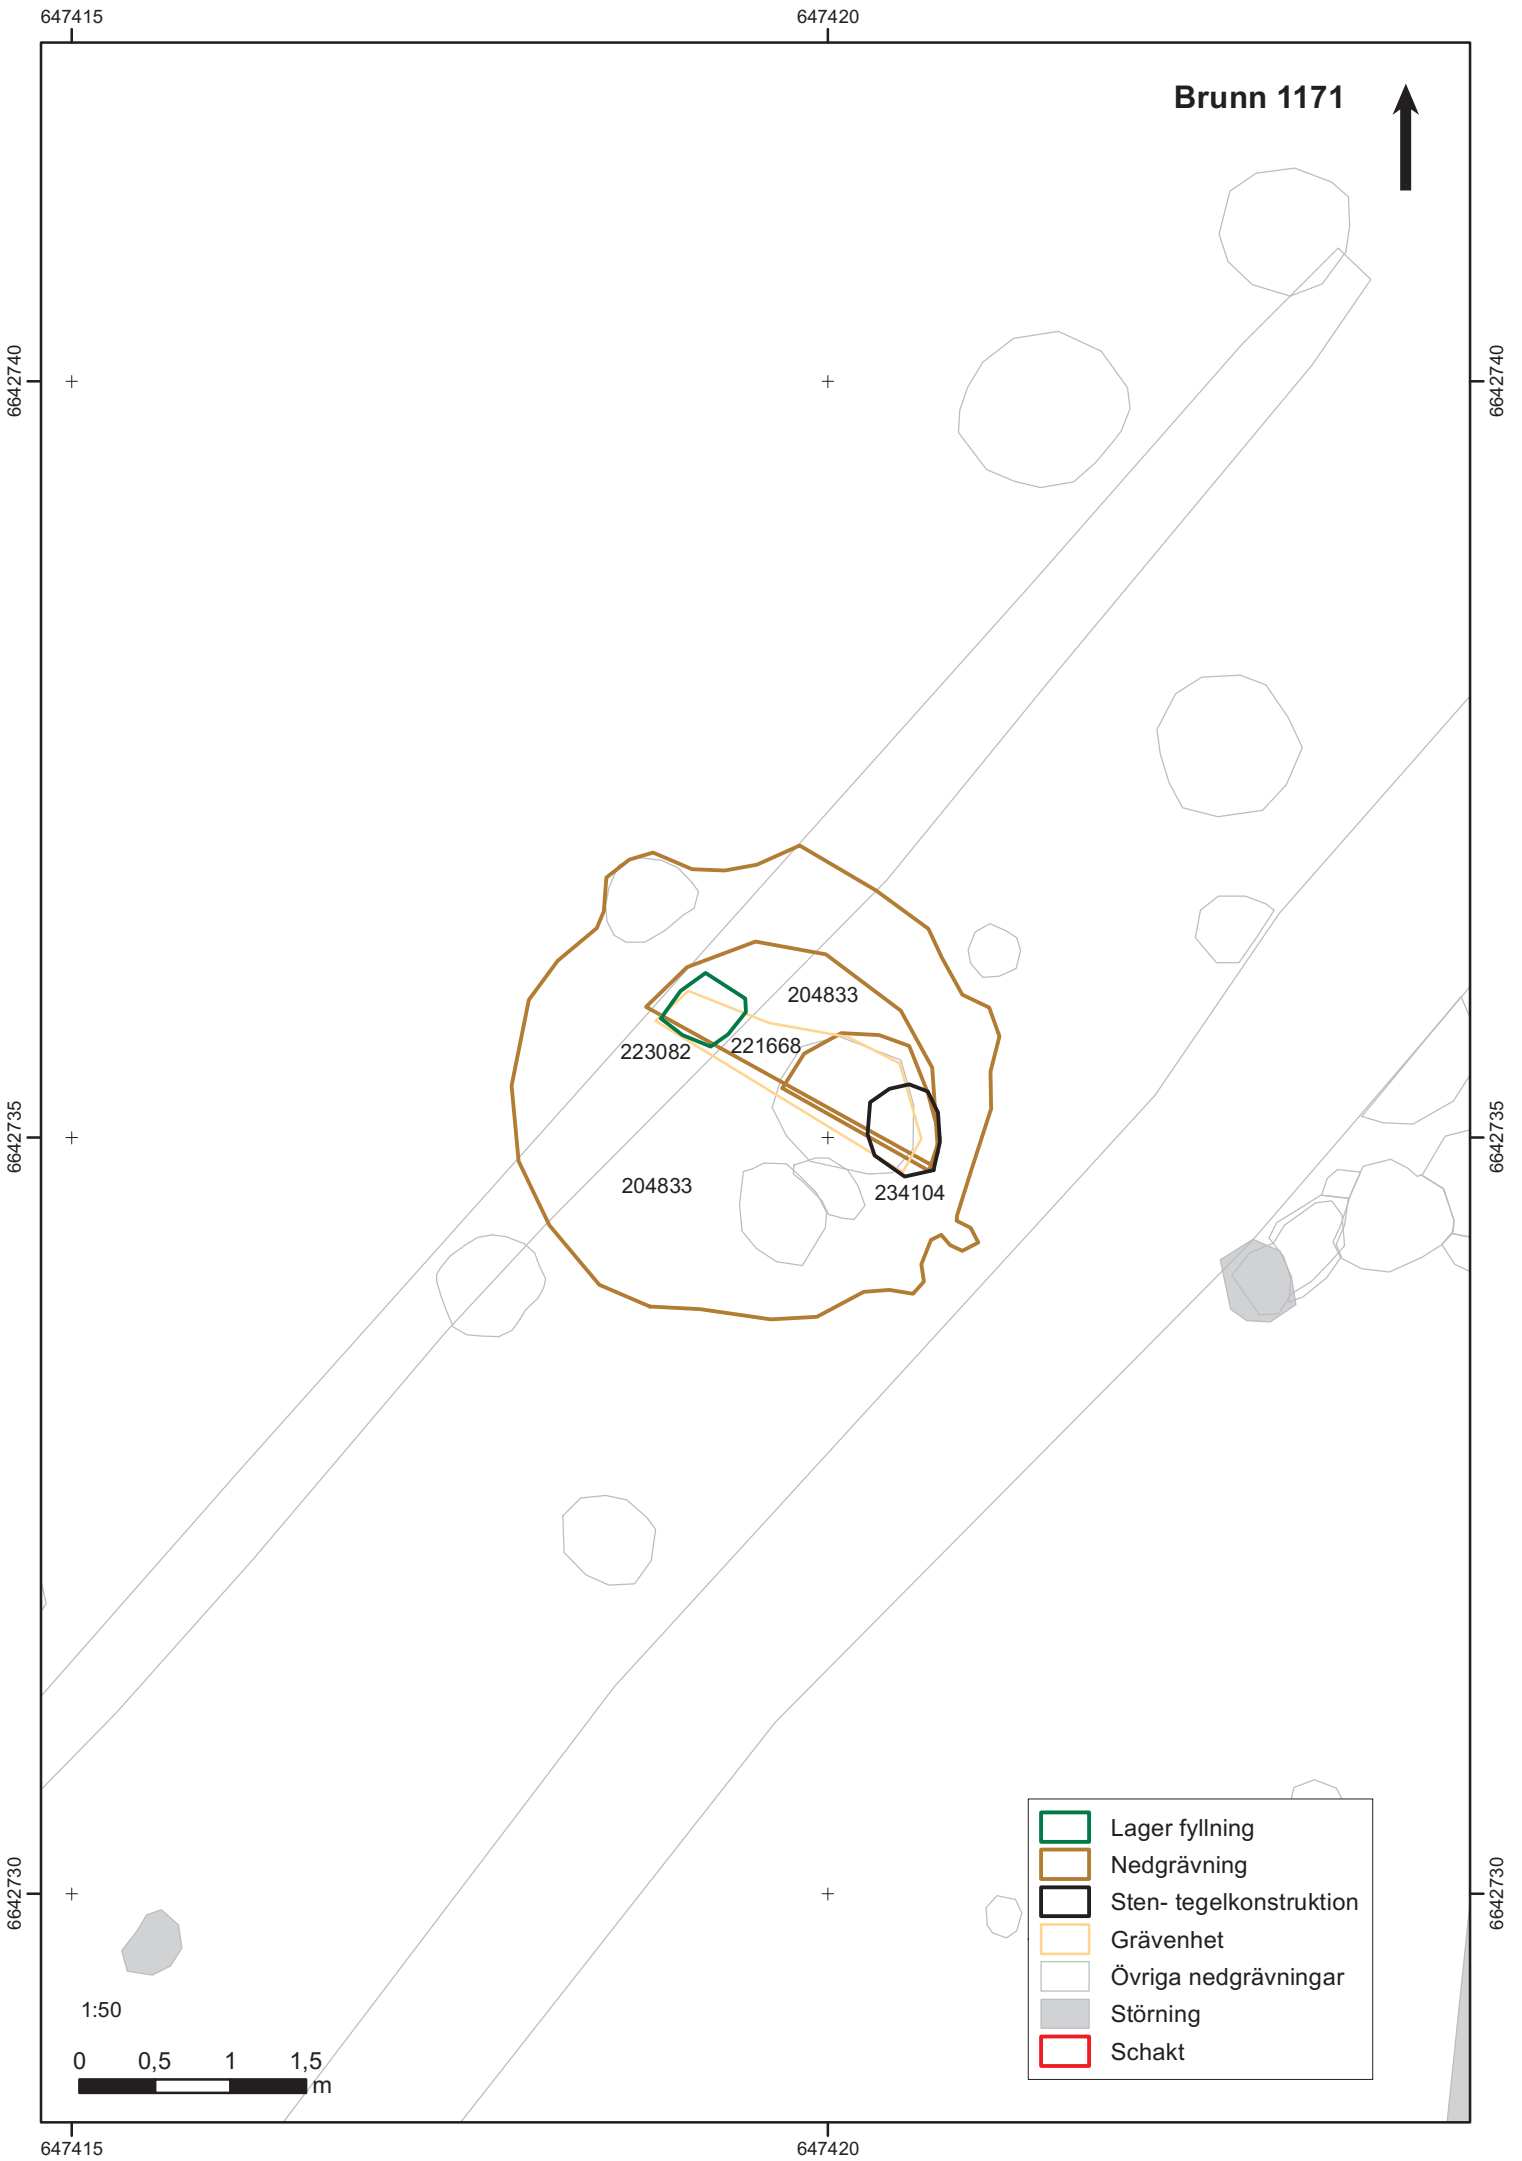 647415
647420
Brunn 1171
6642740
6642740
204833
223082
221668
6642735
6642735
204833
234104
Lager fyllning
Nedgrävning
6642730
6642730
Sten- tegelkonstruktion
Grävenhet
Övriga nedgrävningar
1:50
Störning
0 0,5 1 1,5
Schakt
m
647415
647420